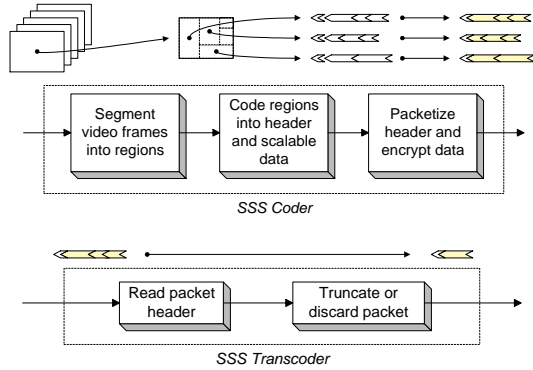 Segment
video frames
into regions
Code regions
into header
and scalable
data
Packetize
header and
encrypt data
SSS Coder
Read packet
header
Truncate or
discard packet
SSS Transcoder